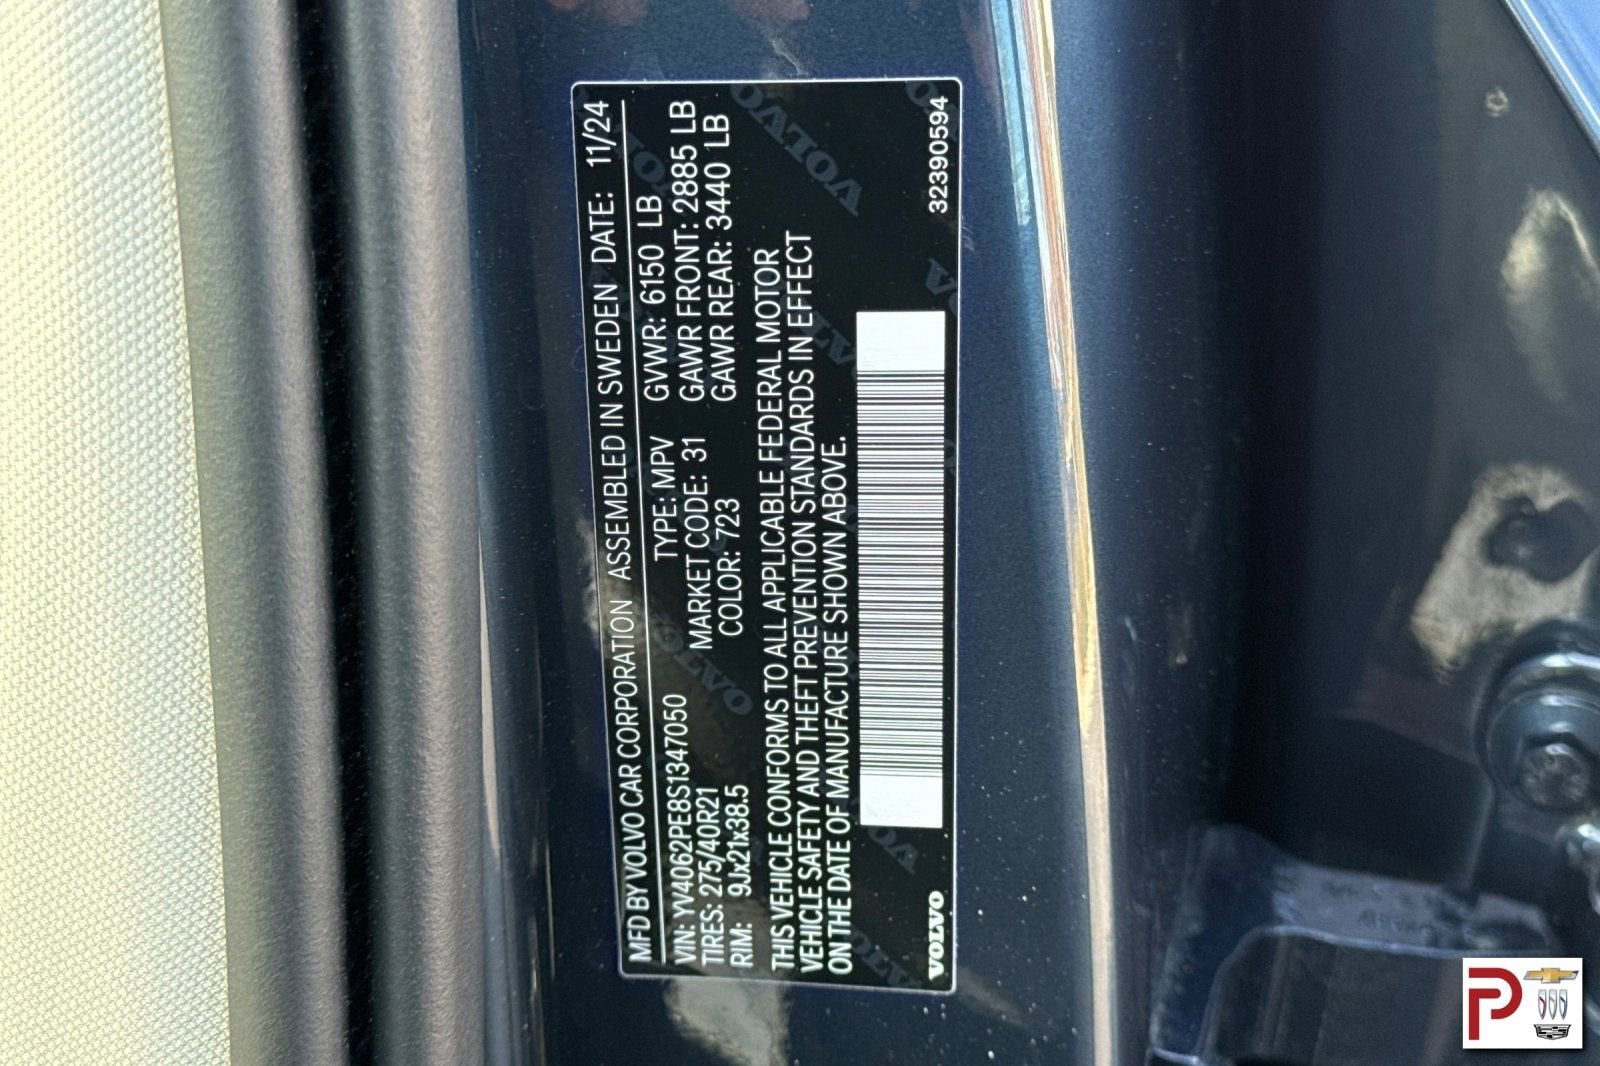 MFD BY VOLVO CAR CORPORATION ASSEMBLED IN SWEDEN DATE: 11/24
VIN: YV4062PE8S1347050 TYPE: MPV GVWR: 6150 LB
TIRES: 275/40R21 MARKET CODE: 31 GAWR FRONT: 2885 LB
RIM: 9Jx21x38.5 COLOR: 723 GAWR REAR: 3440 LB
THIS VEHICLE CONFORMS TO ALL APPLICABLE FEDERAL MOTOR
VEHICLE SAFETY AND THEFT PREVENTION STANDARDS IN EFFECT
ON THE DATE OF MANUFACTURE SHOWN ABOVE.
VOLVO 32390594
P